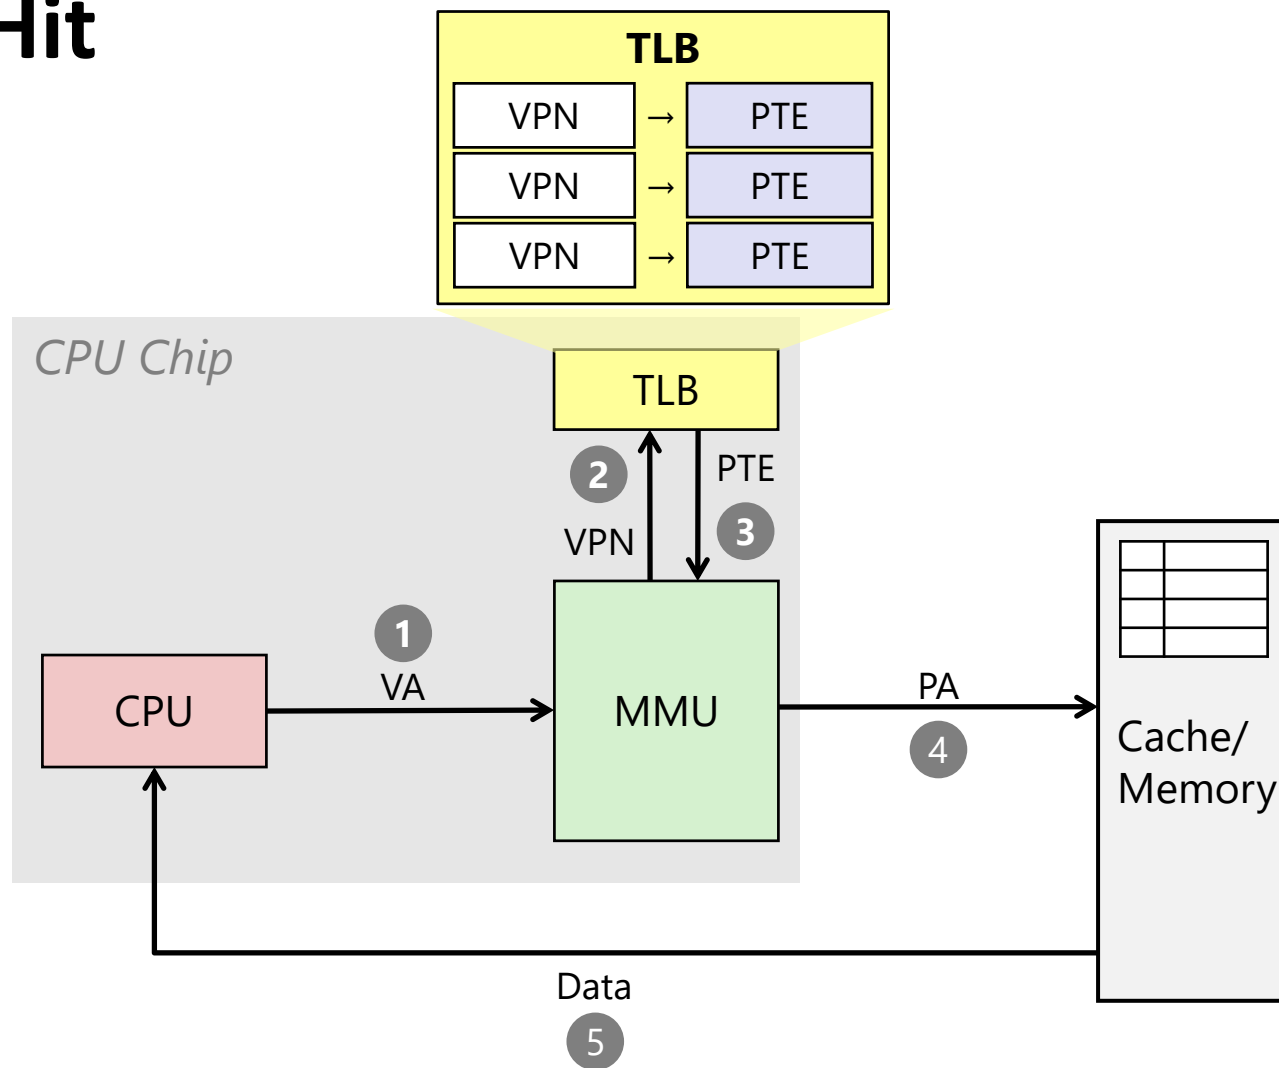 Hit
TLB
VPN → PTE
VPN → PTE
VPN → PTE
CPU Chip
TLB
2
PTE
VPN
3
1
VA
CPU
MMU
PA
4
Cache/
Memory
Data
5